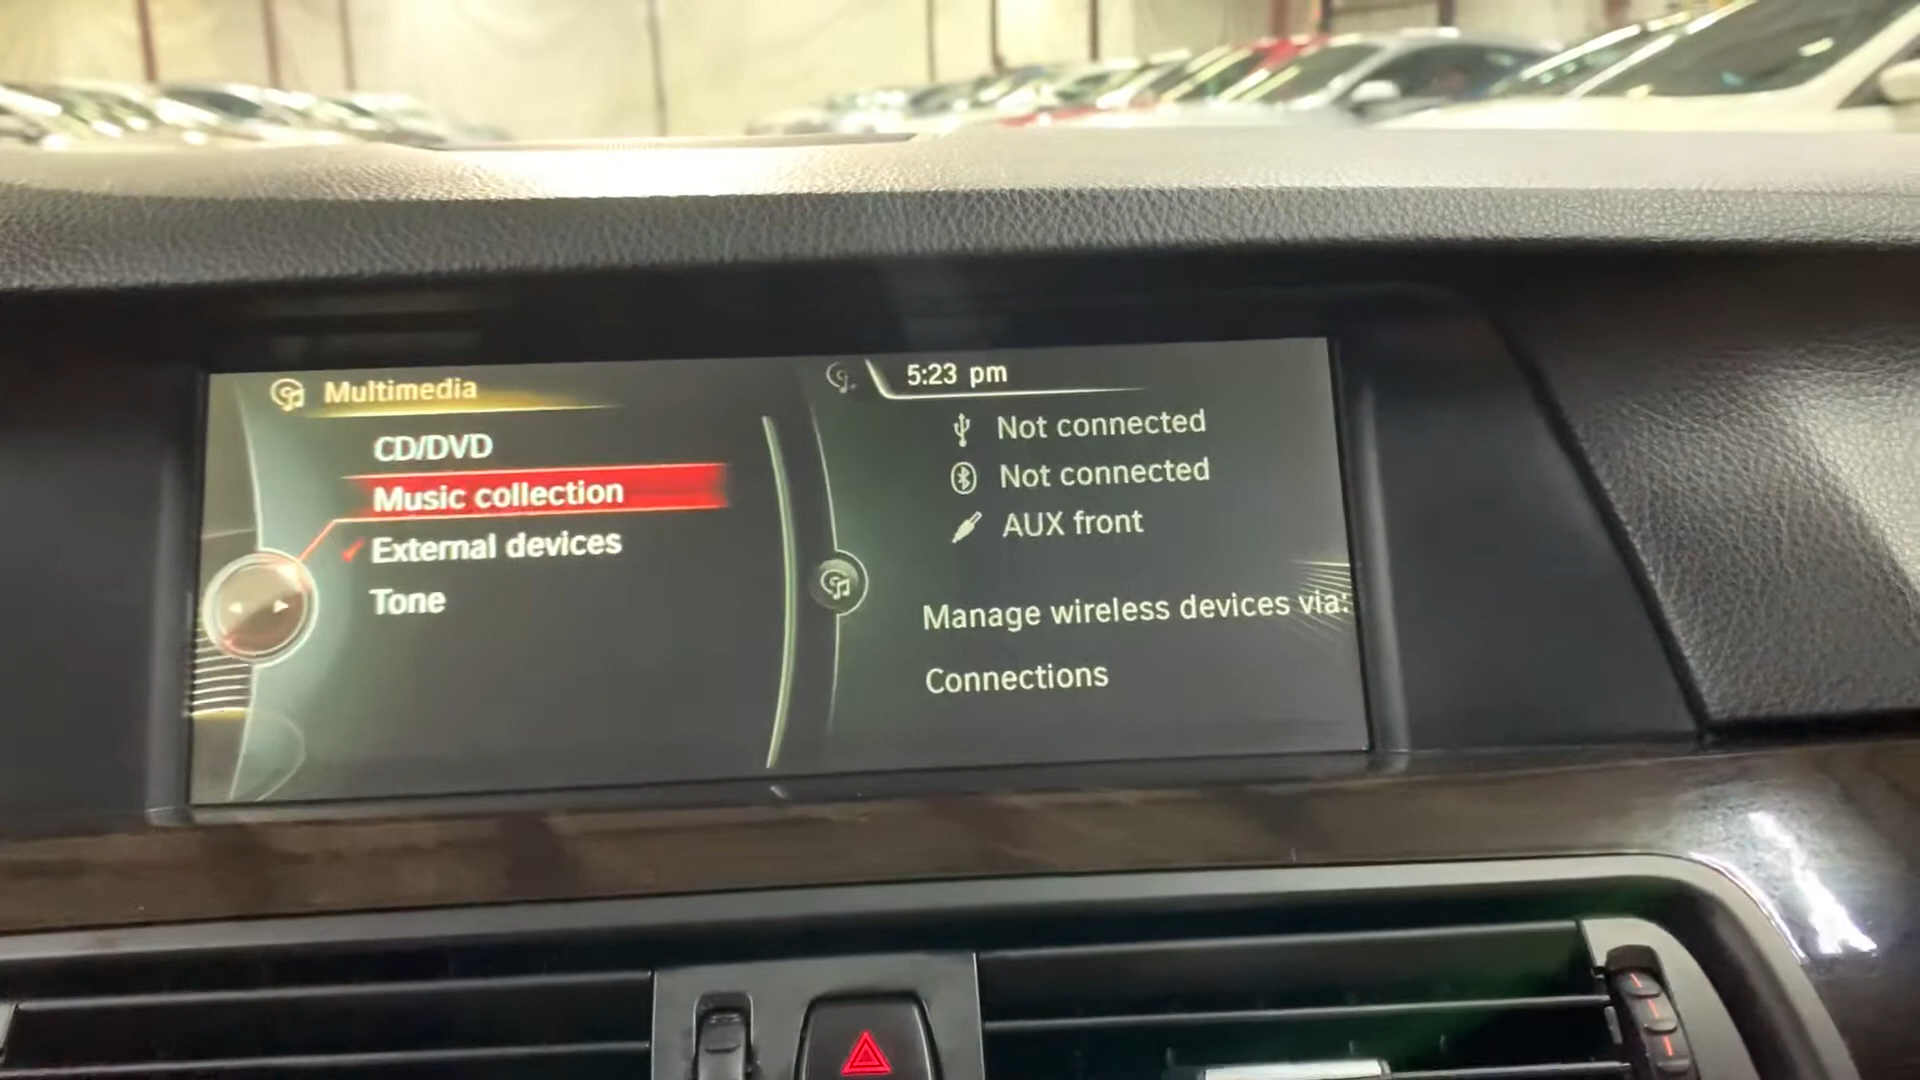 Multimedia
CD/DVD
Music collection
External devices
Tone
5:23 pm
Not connected
Not connected
AUX front
Manage wireless devices via:
Connections